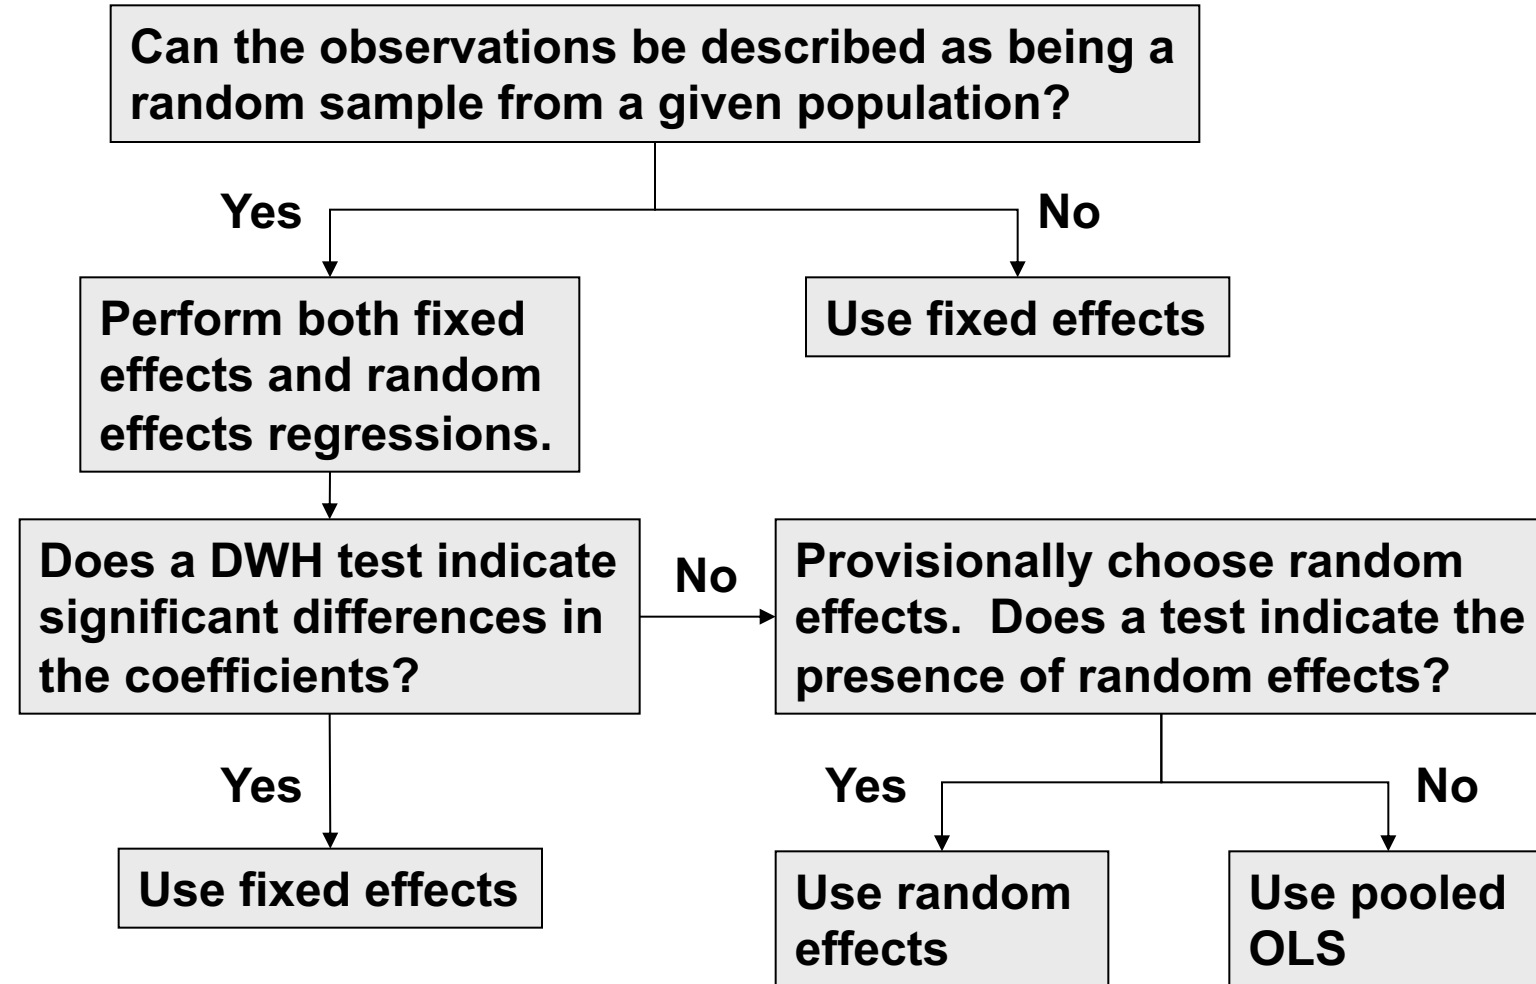 Can the observations be described as being a
random sample from a given population?
Yes
No
Perform both fixed
effects and random
effects regressions.
Use fixed effects
Does a DWH test indicate
significant differences in
the coefficients?
No
Provisionally choose random
effects.  Does a test indicate the
presence of random effects?
Yes
Yes
No
Use fixed effects
Use random
effects
Use pooled
OLS